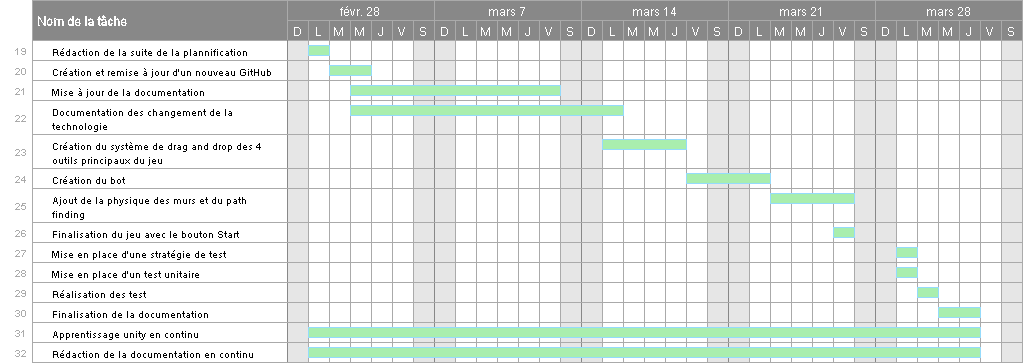 Nom de la tâche
févr. 28 mars 7 mars 14 mars 21 mars 28
D L M M J V S D L M M J V S D L M M J V S D L M M J V S D L M M J V S
19 Rédaction de la suite de la plannification
20 Création et remise à jour d'un nouveau GitHub
21 Mise à jour de la documentation
22 Documentation des changement de la
technologie
23 Création du système de drag and drop des 4
outils principaux du jeu
24 Création du bot
25 Ajout de la physique des murs et du path
finding
26 Finalisation du jeu avec le bouton Start
27 Mise en place d'une stratégie de test
28 Mise en place d'un test unitaire
29 Réalisation des test
30 Finalisation de la documentation
31 Apprentissage unity en continu
32 Rédaction de la documentation en continu